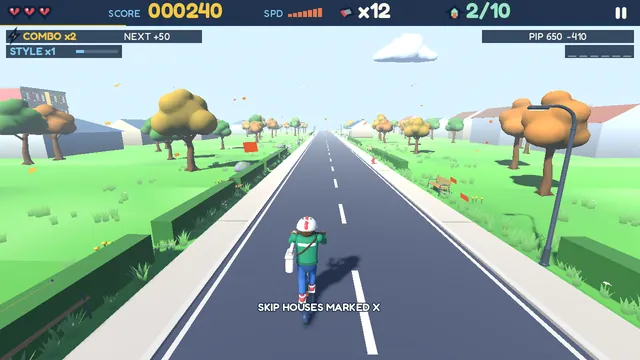 SCORE 000240 SPD x12 2/10
COMBO x2 NEXT +50
PIP 650 -410
STYLE x1
SKIP HOUSES MARKED X